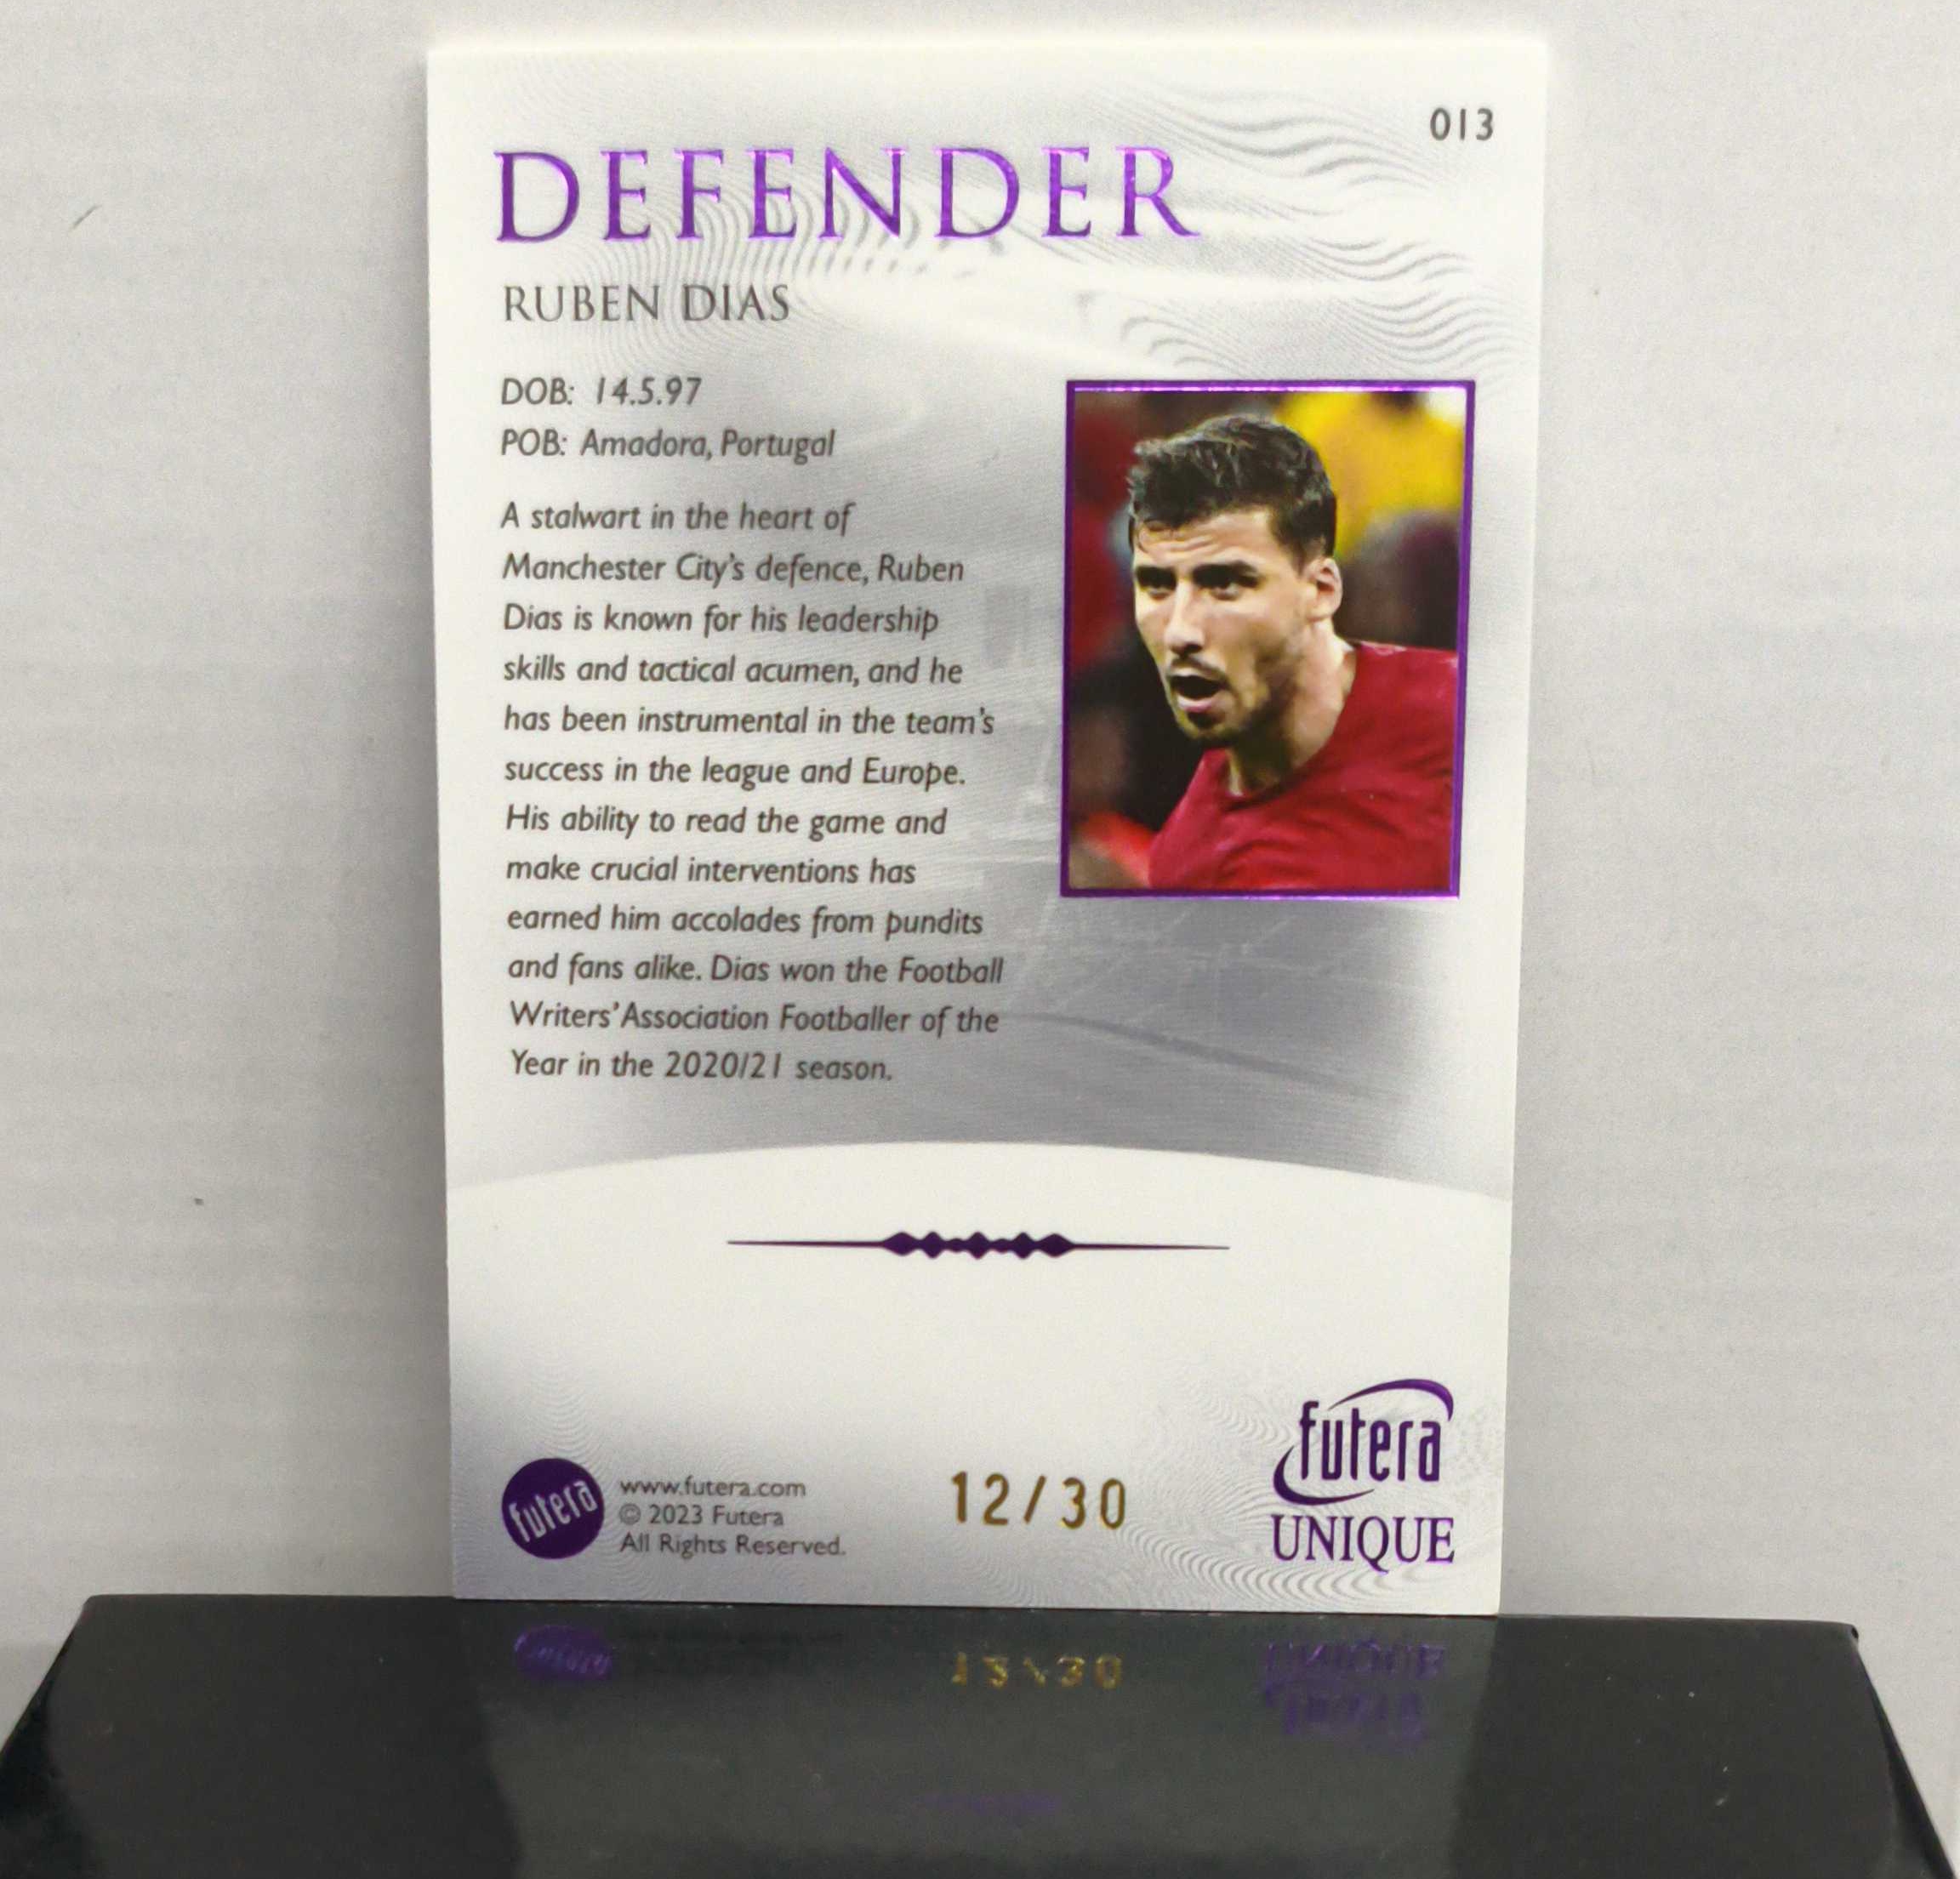 013
DEFENDER
RUBEN DIAS
DOB: 14.5.97
POB: Amadora, Portugal
A stalwart in the heart of
Manchester City's defence, Ruben
Dias is known for his leadership
skills and tactical acumen, and he
has been instrumental in the team's
success in the league and Europe.
His ability to read the game and
make crucial interventions has
earned him accolades from pundits
and fans alike. Dias won the Football
Writers' Association Footballer of the
Year in the 2020/21 season.
futera
www.futera.com
© 2023 Futera
All Rights Reserved.
12/30
futera
UNIQUE